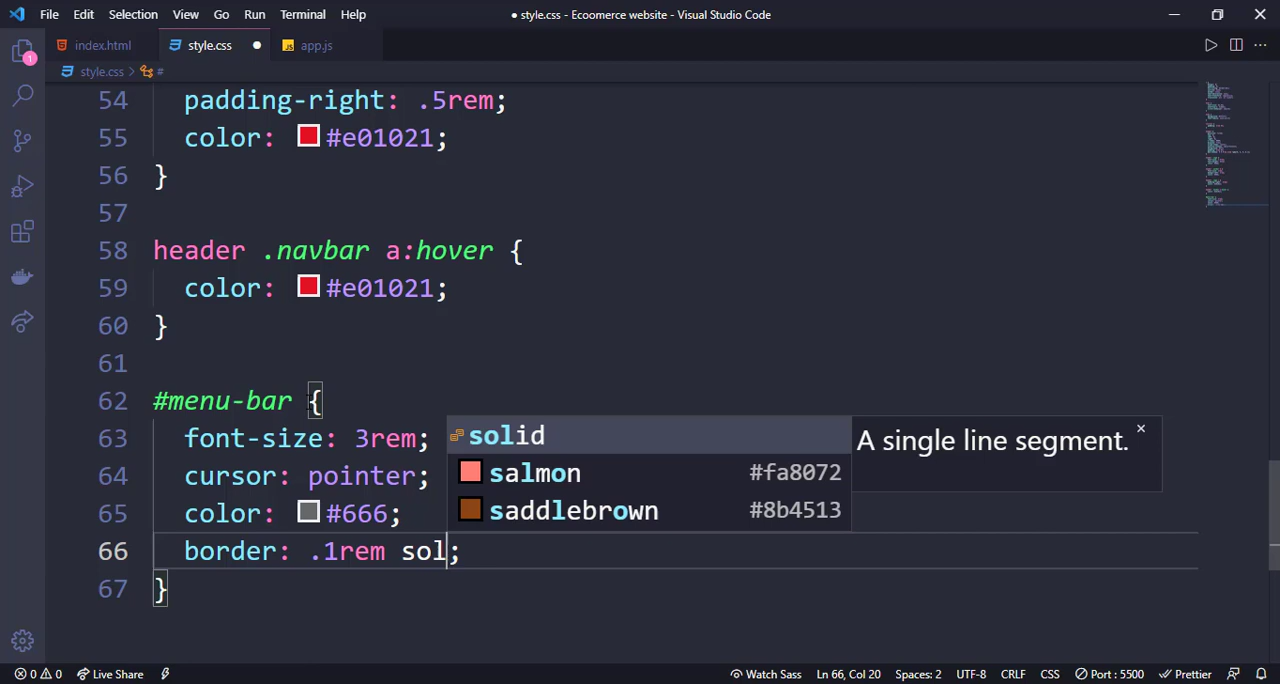 File Edit Selection View Go Run Terminal Help ● style.css - Ecoomerce website - Visual Studio Code
index.html style.css ● JS app.js
style.css > #
1
54 padding-right: .5rem;
55 color: #e01021;
56 }
57
58 header .navbar a:hover {
59 color: #e01021;
60 }
61
62 #menu-bar {
63 font-size: 3rem;
64 cursor: pointer;
65 color: #666;
66 border: .1rem sol;
67 }
solid A single line segment. ×
salmon #fa8072
saddlebrown #8b4513
0 0 Live Share Watch Sass Ln 66, Col 20 Spaces: 2 UTF-8 CRLF CSS Port : 5500 Prettier